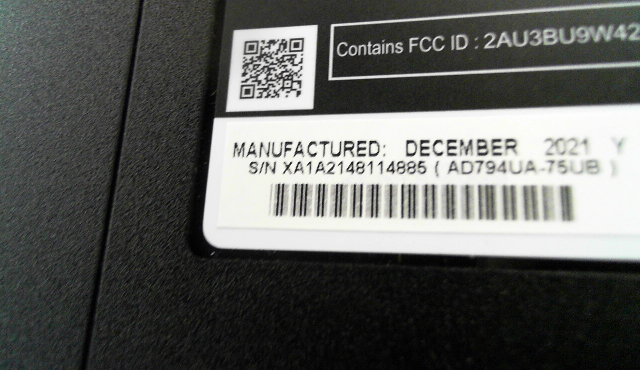 Contains FCC ID : 2AU3BU9W42
MANUFACTURED: DECEMBER 2021 Y
S/N XA1A2148114885 ( AD794UA-75UB )